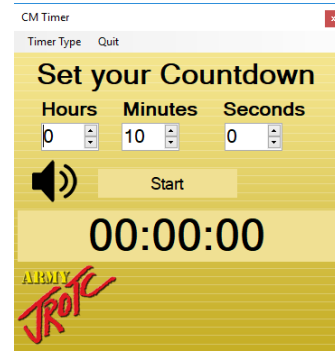 CM Timer
Timer Type Quit
Set your Countdown
Hours Minutes Seconds
0 10 0
Start
00:00:00
ARMY
JROTC